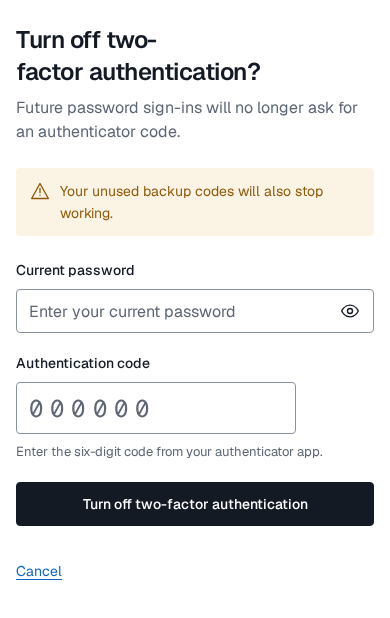 Turn off two-
factor authentication?
Future password sign-ins will no longer ask for
an authenticator code.
Your unused backup codes will also stop
working.
Current password
Enter your current password
Authentication code
000000
Enter the six-digit code from your authenticator app.
Turn off two-factor authentication
Cancel